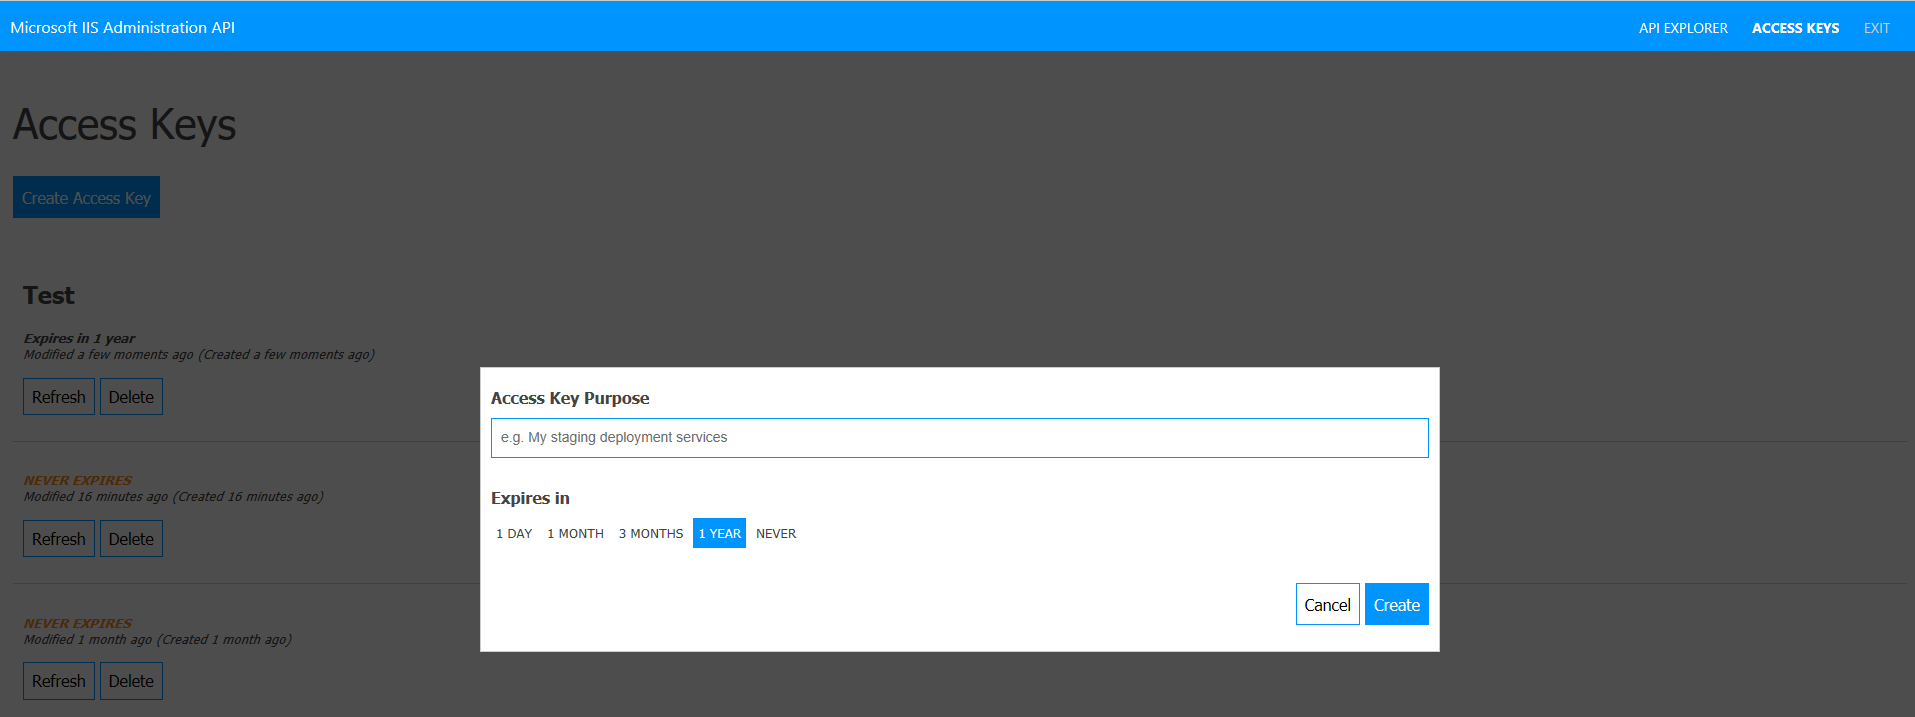 Microsoft IIS Administration API
API EXPLORER ACCESS KEYS EXIT
Access Keys
Create Access Key
Test
Expires in 1 year
Modified a few moments ago (Created a few moments ago)
Refresh Delete
NEVER EXPIRES
Modified 16 minutes ago (Created 16 minutes ago)
Refresh Delete
NEVER EXPIRES
Modified 1 month ago (Created 1 month ago)
Refresh Delete
Access Key Purpose
e.g. My staging deployment services
Expires in
1 DAY 1 MONTH 3 MONTHS 1 YEAR NEVER
Cancel Create